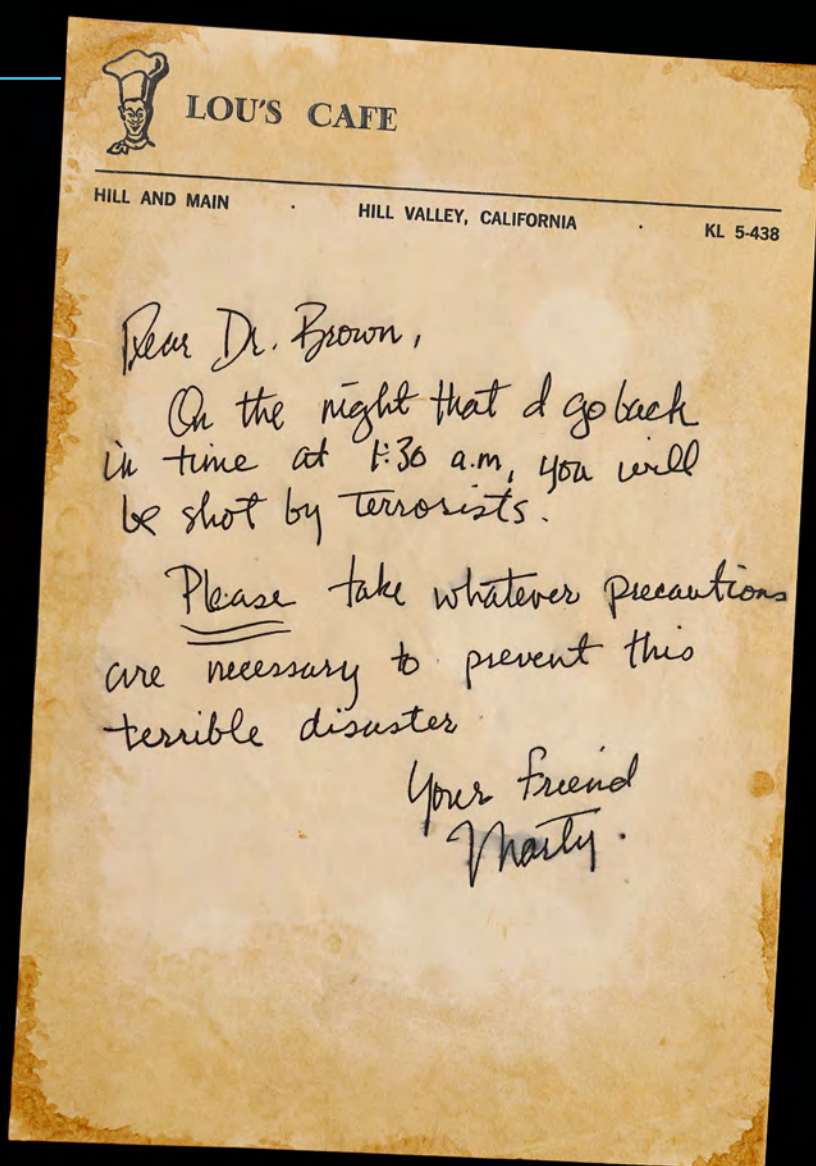 LOU'S CAFE
HILL AND MAIN · HILL VALLEY, CALIFORNIA · KL 5-438
Dear Dr. Brown,
On the night that I go back
in time at 1:30 a.m, you will
be shot by terrorists.
Please take whatever precautions
are necessary to prevent this
terrible disaster.
Your friend
Marty.